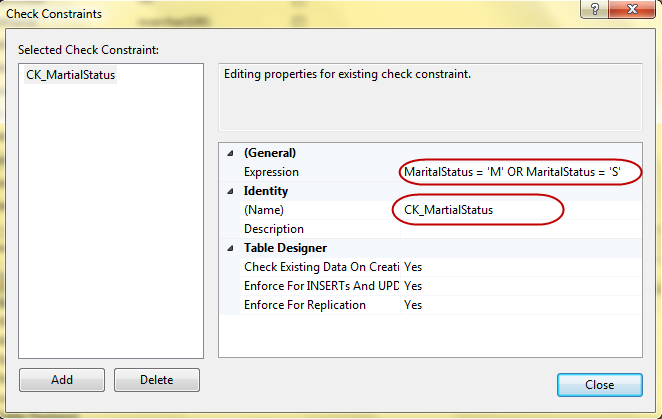 Check Constraints
Selected Check Constraint:
CK_MartialStatus
Editing properties for existing check constraint.
(General)
Expression MaritalStatus = 'M' OR MaritalStatus = 'S'
Identity
(Name) CK_MartialStatus
Description
Table Designer
Check Existing Data On Creati Yes
Enforce For INSERTs And UPD Yes
Enforce For Replication Yes
Add Delete
Close